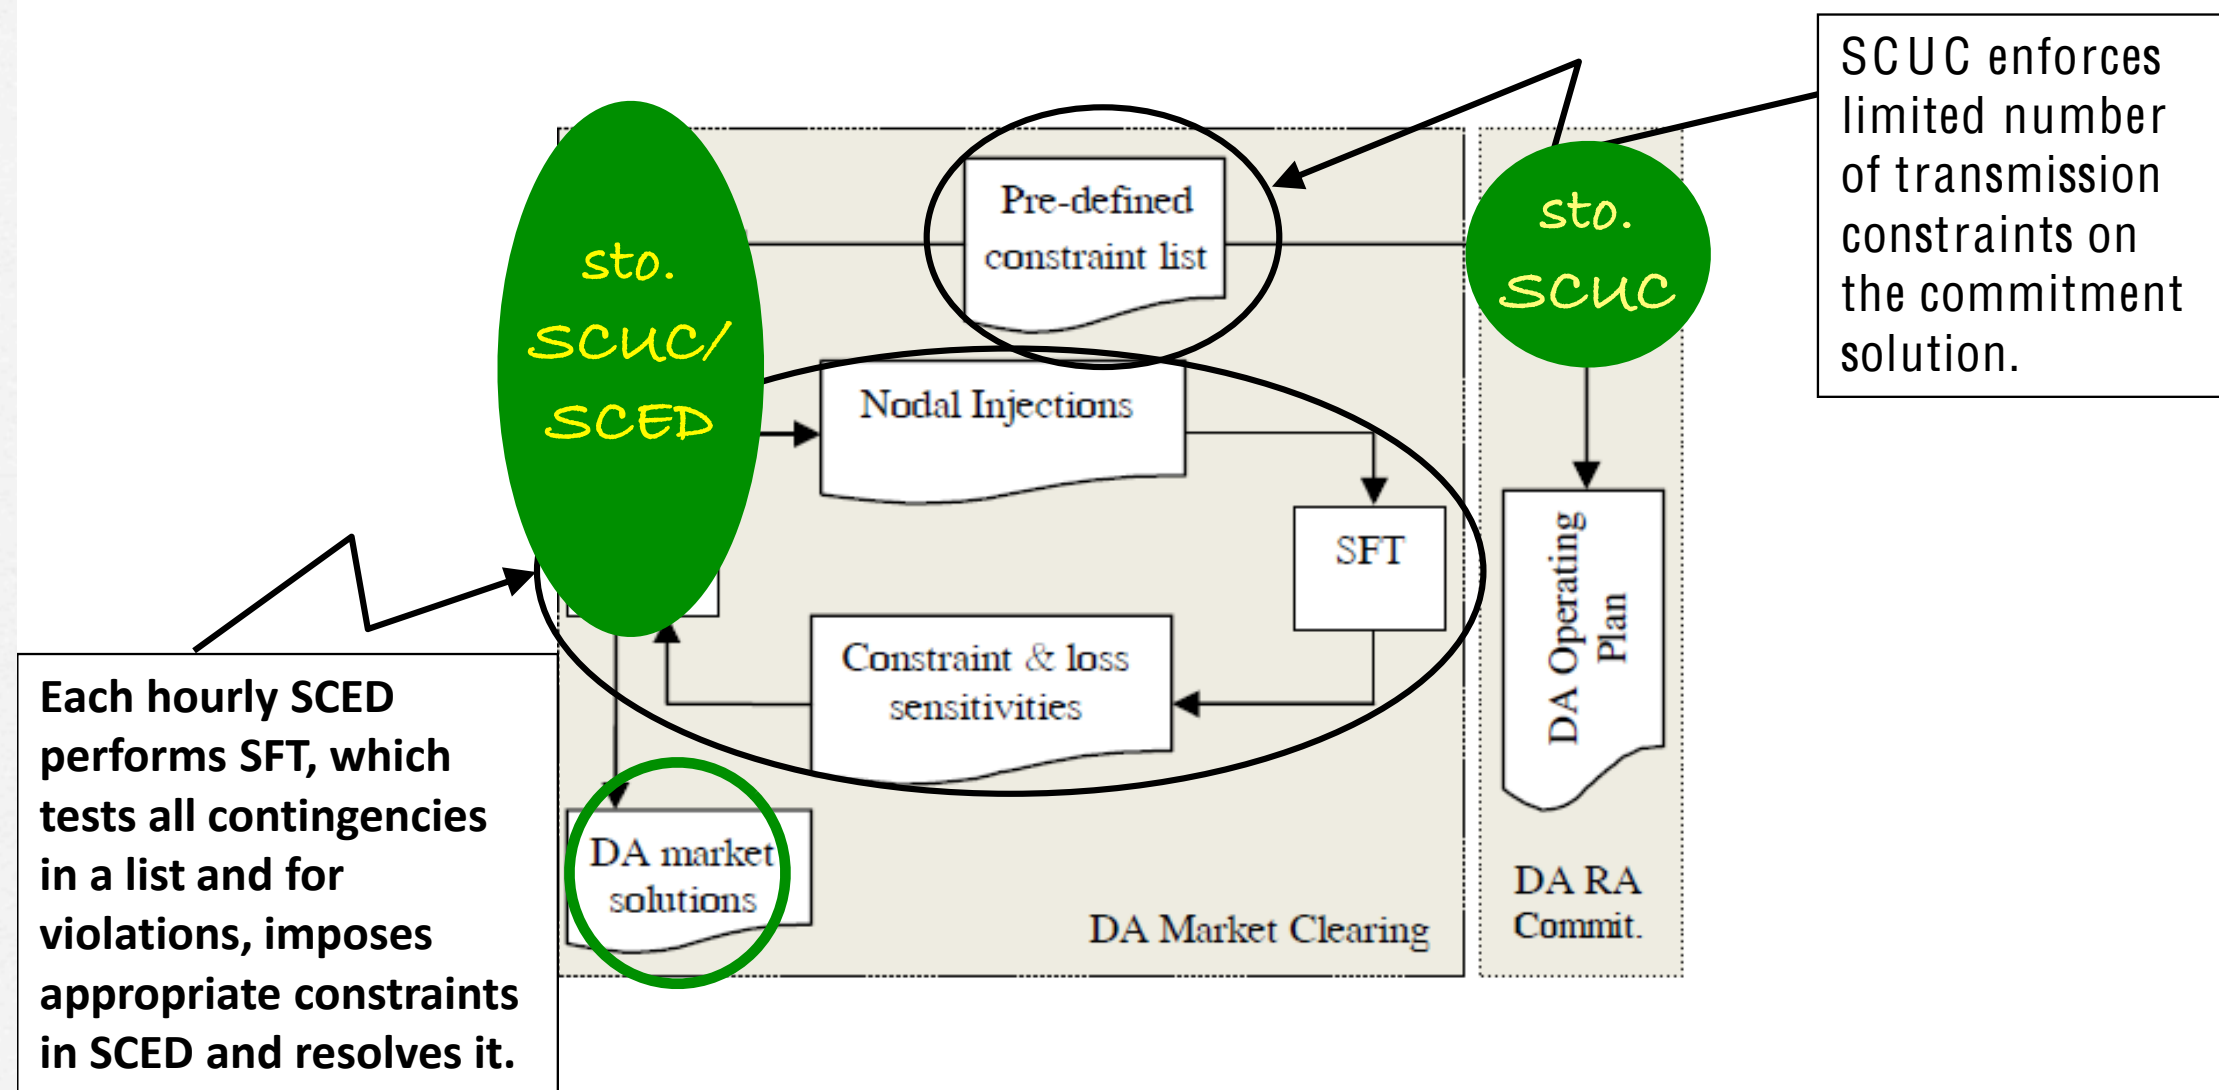 SCUC enforces
limited number
of transmission
constraints on
the commitment
solution.
Pre-defined
constraint list
sto.
SCUC/
SCED
sto.
SCUC
Nodal Injections
SFT
Constraint & loss
sensitivities
DA Operating
Plan
DA market
solutions
DA Market Clearing
DA RA
Commit.
Each hourly SCED
performs SFT, which
tests all contingencies
in a list and for
violations, imposes
appropriate constraints
in SCED and resolves it.